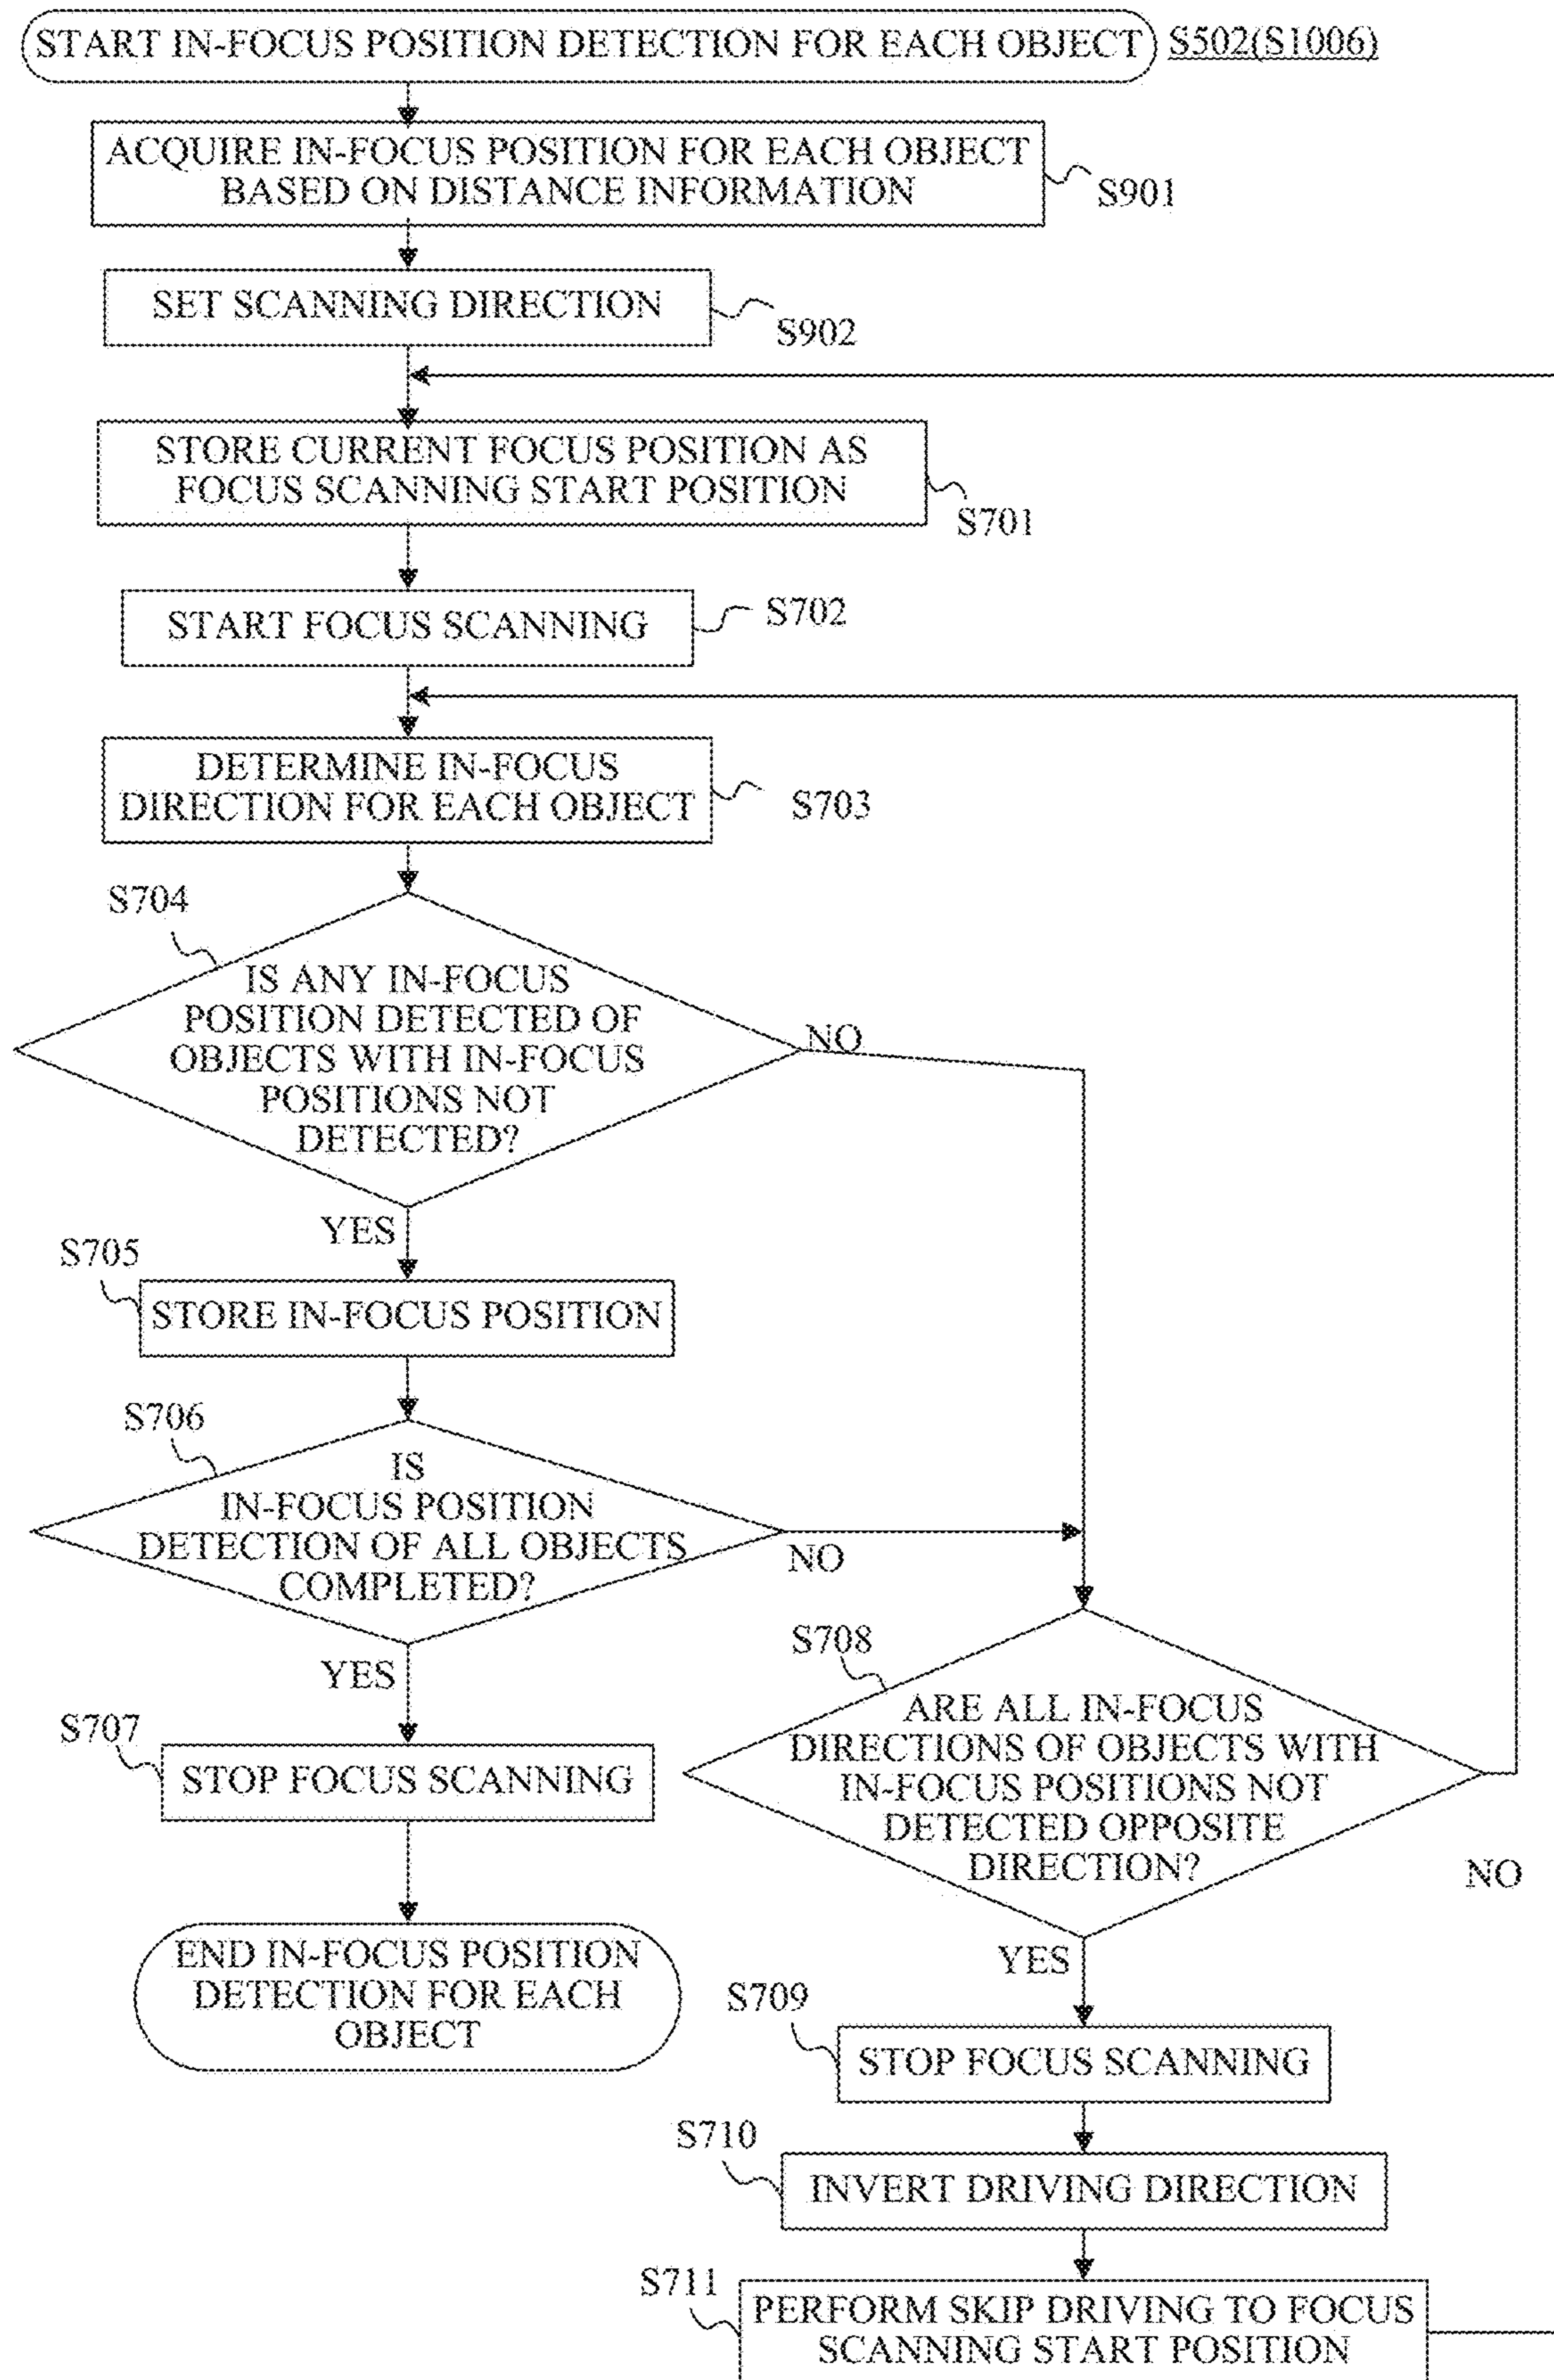 START IN-FOCUS POSITION DETECTION FOR EACH OBJECT S502(S1006)
ACQUIRE IN-FOCUS POSITION FOR EACH OBJECT
BASED ON DISTANCE INFORMATION
S901
SET SCANNING DIRECTION
S902
STORE CURRENT FOCUS POSITION AS
FOCUS SCANNING START POSITION
S701
START FOCUS SCANNING
S702
DETERMINE IN-FOCUS
DIRECTION FOR EACH OBJECT
S703
S704
IS ANY IN-FOCUS
POSITION DETECTED OF
OBJECTS WITH IN-FOCUS
POSITIONS NOT
DETECTED?
NO
YES
S705
STORE IN-FOCUS POSITION
S706
IS
IN-FOCUS POSITION
DETECTION OF ALL OBJECTS
COMPLETED?
NO
YES
S707
STOP FOCUS SCANNING
END IN-FOCUS POSITION
DETECTION FOR EACH
OBJECT
S708
ARE ALL IN-FOCUS
DIRECTIONS OF OBJECTS WITH
IN-FOCUS POSITIONS NOT
DETECTED OPPOSITE
DIRECTION?
NO
YES
S709
STOP FOCUS SCANNING
S710
INVERT DRIVING DIRECTION
S711
PERFORM SKIP DRIVING TO FOCUS
SCANNING START POSITION